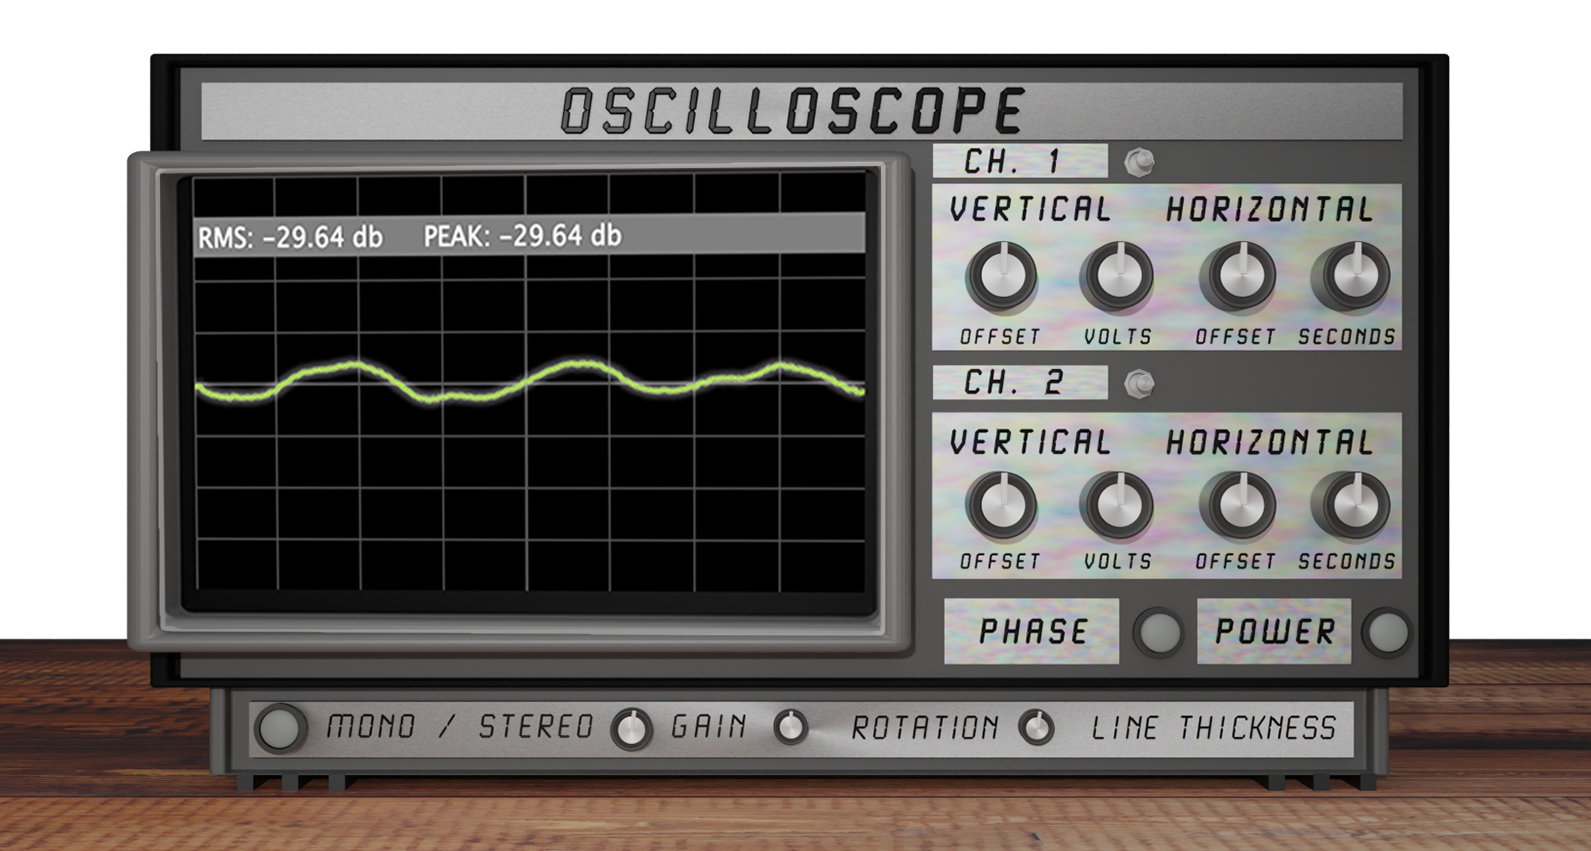 OSCILLOSCOPE
RMS: -29.64 db PEAK: -29.64 db
CH. 1
VERTICAL HORIZONTAL
OFFSET VOLTS OFFSET SECONDS
CH. 2
VERTICAL HORIZONTAL
OFFSET VOLTS OFFSET SECONDS
PHASE POWER
MONO / STEREO GAIN ROTATION LINE THICKNESS